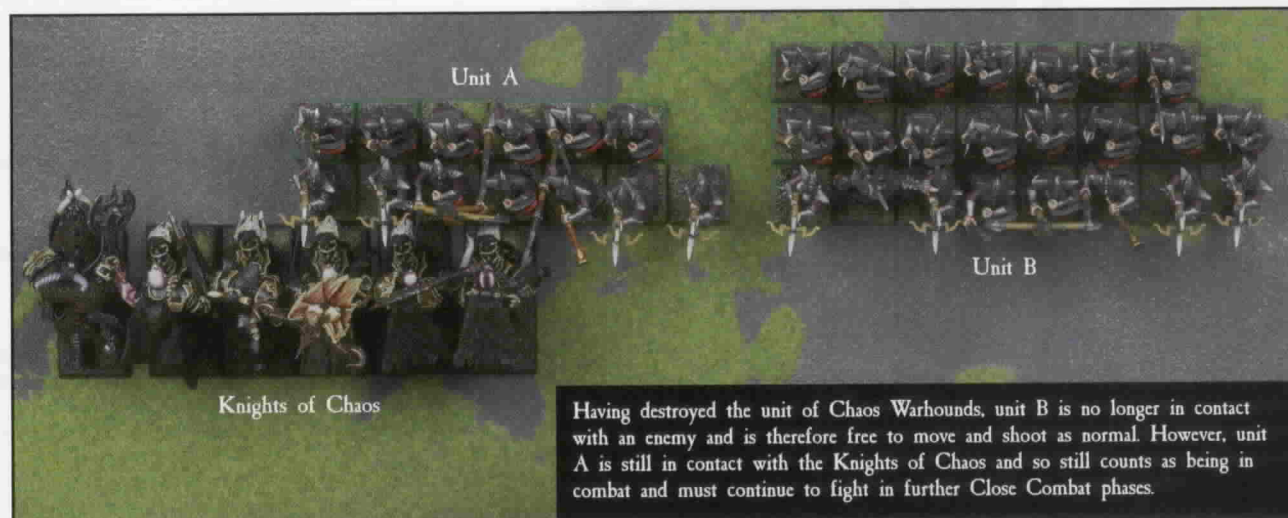 Unit A
Unit B
Knights of Chaos
Having destroyed the unit of Chaos Warhounds, unit B is no longer in contact
with an enemy and is therefore free to move and shoot as normal. However, unit
A is still in contact with the Knights of Chaos and so still counts as being in
combat and must continue to fight in further Close Combat phases.